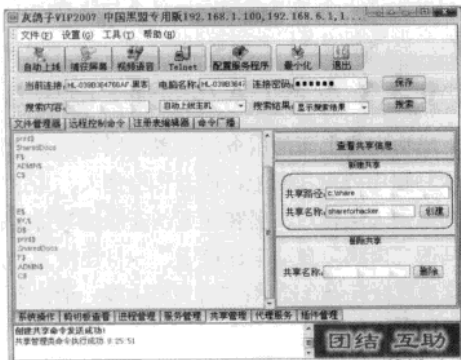 灰鸽子VIP2007 中国黑盟专用版192.168.1.100,192.168.6.1,1...
文件(F) 设置(G) 工具(T) 帮助(B)
自动上线 捕获屏幕 视频语音 Telnet 配置服务程序 最小化 退出
当前连接: 电脑名称: 连接密码: ****** 保存
搜索内容: 自动上线主机 搜索结果: 显示搜索结果 搜索
文件管理器 远程控制命令 注册表编辑器 命令广播
print$
SharedDocs
F$
ADMIN$
C$
E$
IPC$
D$
print$
SharedDocs
F$
ADMIN$
C$
查看共享信息
新建共享
共享路径: c:\share
共享名称: shareforhacker 创建
删除共享
共享名称: 删除
系统操作 剪切板查看 进程管理 服务管理 共享管理 代理服务 插件管理
创建共享命令发送成功!
共享管理类命令执行成功
团结 互助